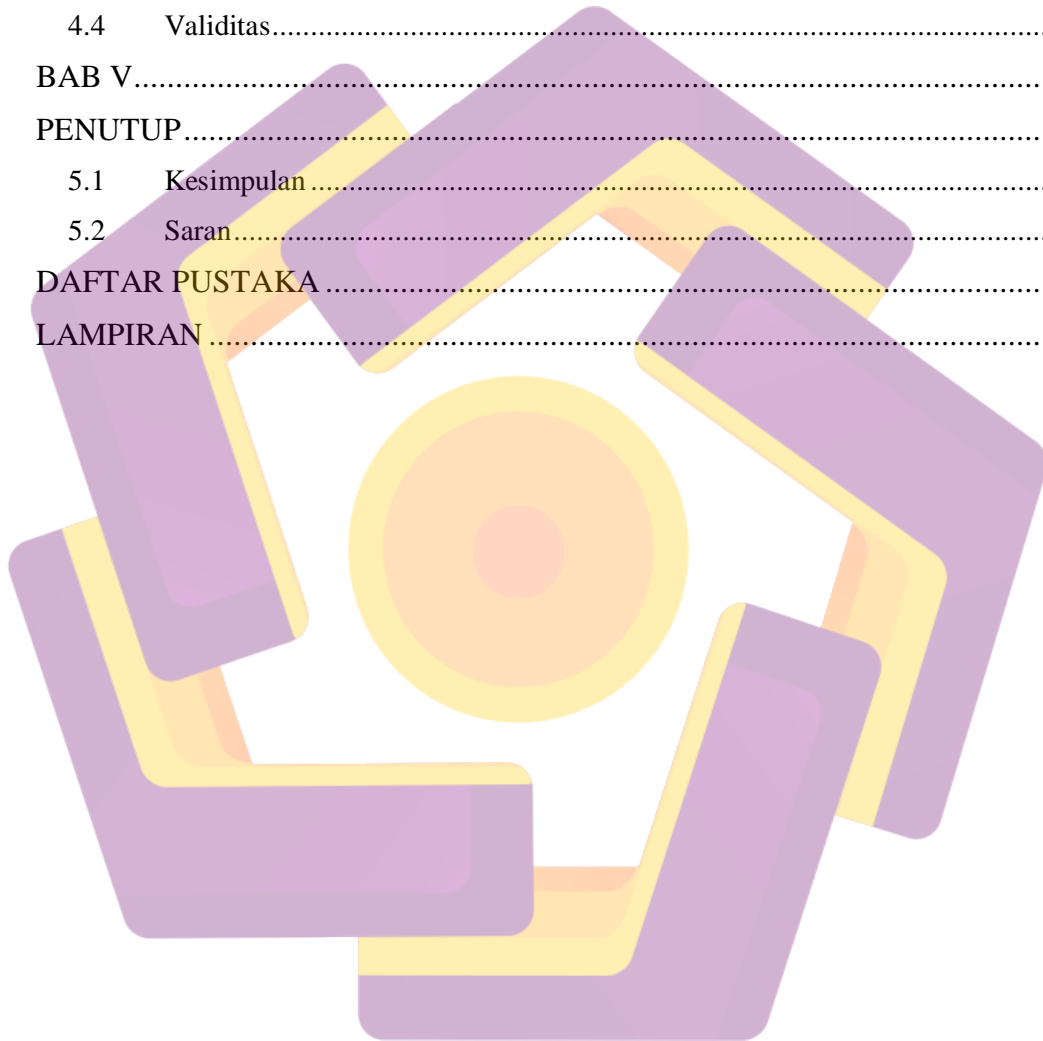 4.4 Validitas................................................................................
BAB V................................................................................
PENUTUP................................................................................
5.1 Kesimpulan................................................................................
5.2 Saran................................................................................
DAFTAR PUSTAKA................................................................................
LAMPIRAN................................................................................